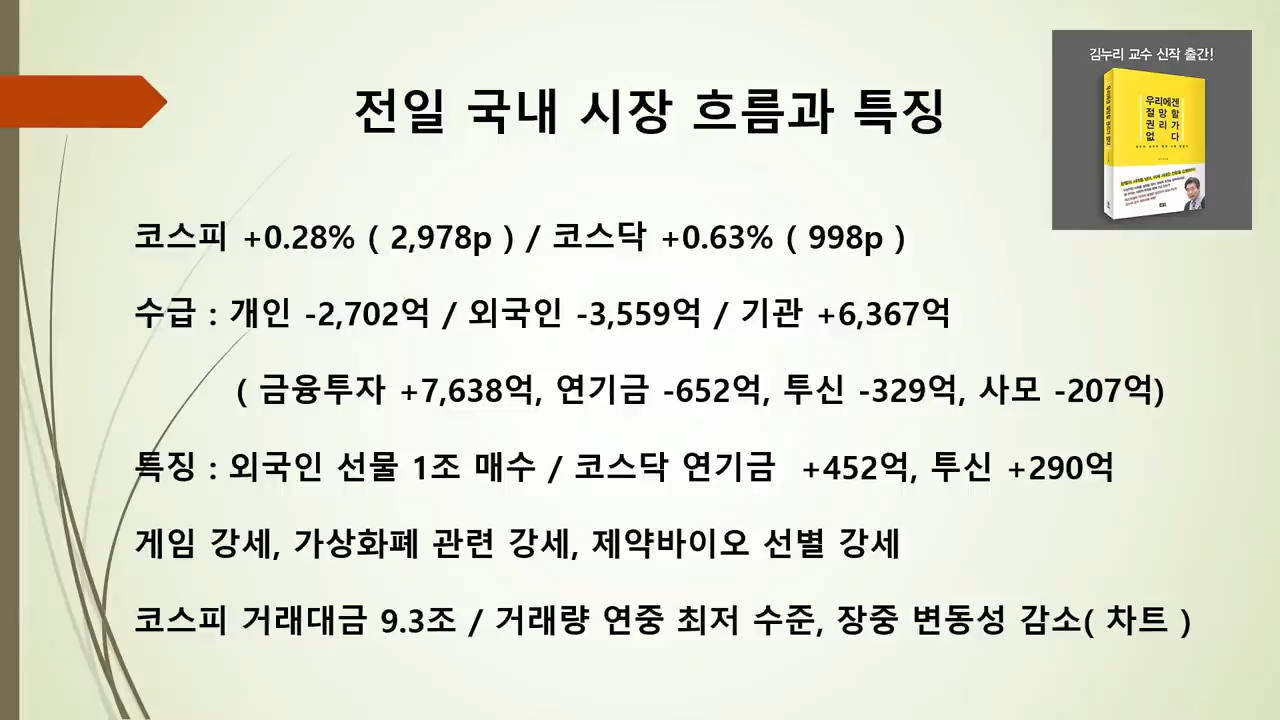 전일 국내 시장 흐름과 특징
김누리 교수 신작 출간!
우리에겐
절망할
권리가
없다
코스피 +0.28% ( 2,978p ) / 코스닥 +0.63% ( 998p )
수급 : 개인 -2,702억 / 외국인 -3,559억 / 기관 +6,367억
( 금융투자 +7,638억, 연기금 -652억, 투신 -329억, 사모 -207억)
특징 : 외국인 선물 1조 매수 / 코스닥 연기금 +452억, 투신 +290억
게임 강세, 가상화폐 관련 강세, 제약바이오 선별 강세
코스피 거래대금 9.3조 / 거래량 연중 최저 수준, 장중 변동성 감소( 차트 )